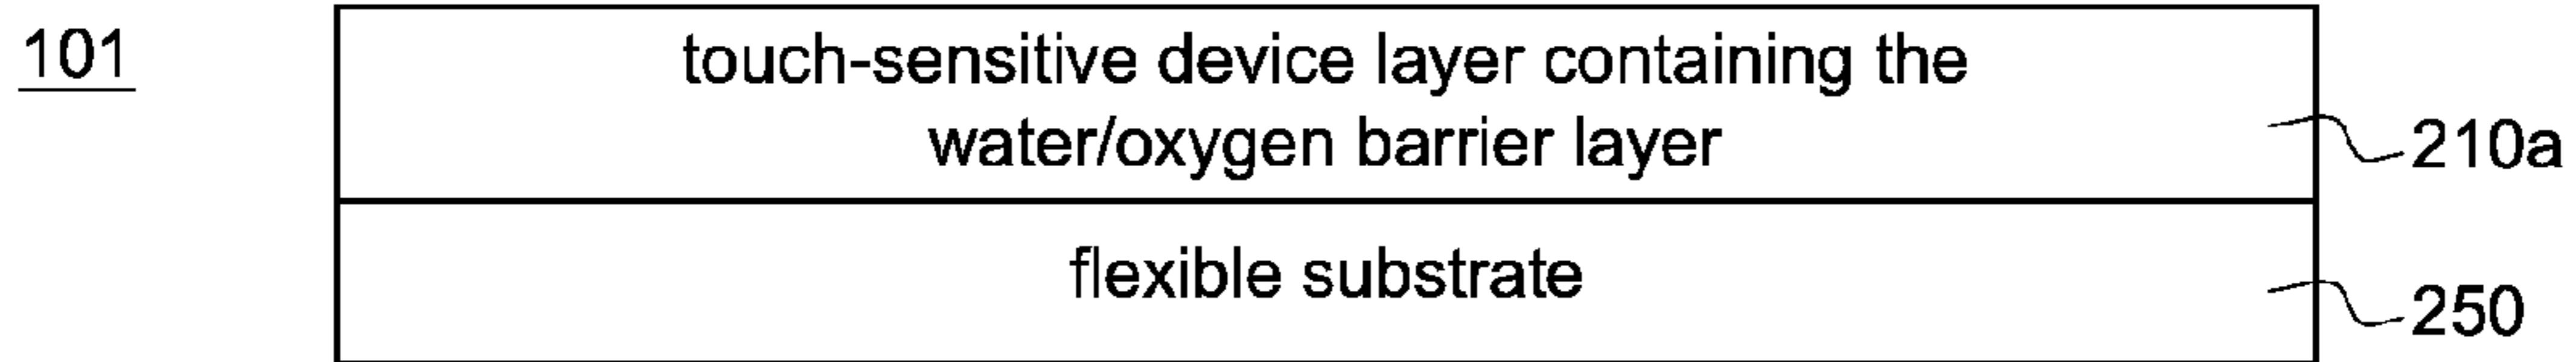 101
touch-sensitive device layer containing the
water/oxygen barrier layer
210a
flexible substrate
250